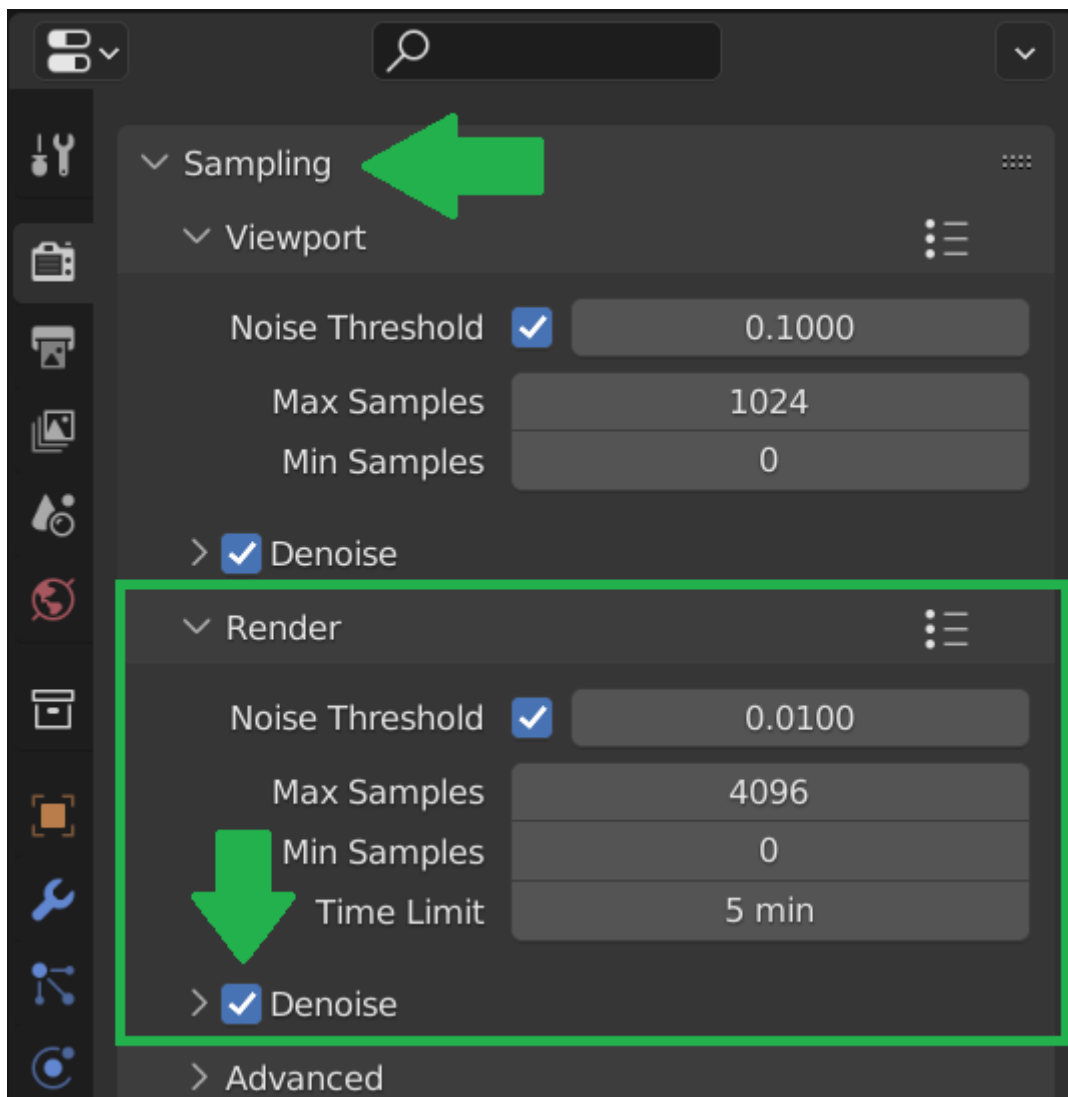 Sampling
Viewport
Noise Threshold 0.1000
Max Samples 1024
Min Samples 0
Denoise
Render
Noise Threshold 0.0100
Max Samples 4096
Min Samples 0
Time Limit 5 min
Denoise
Advanced